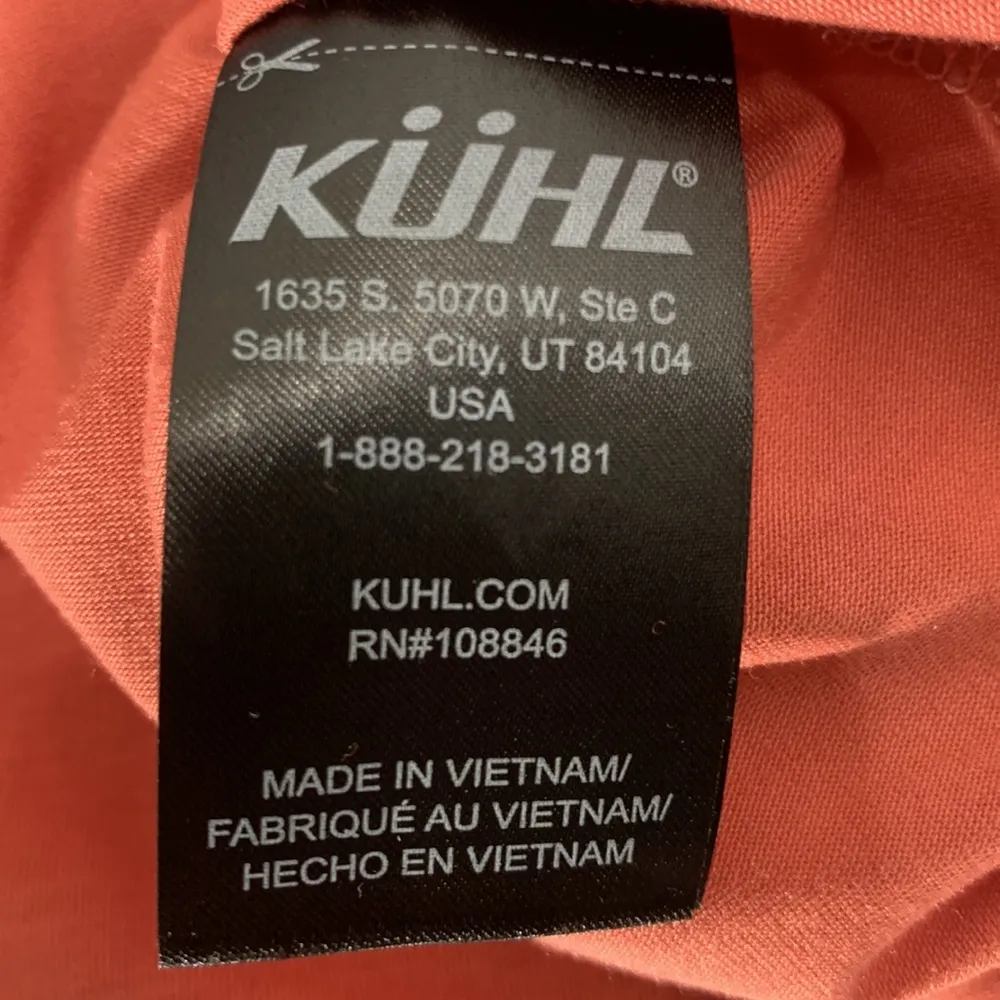 KÜHL®
1635 S. 5070 W, Ste C
Salt Lake City, UT 84104
USA
1-888-218-3181
KUHL.COM
RN#108846
MADE IN VIETNAM/
FABRIQUÉ AU VIETNAM/
HECHO EN VIETNAM